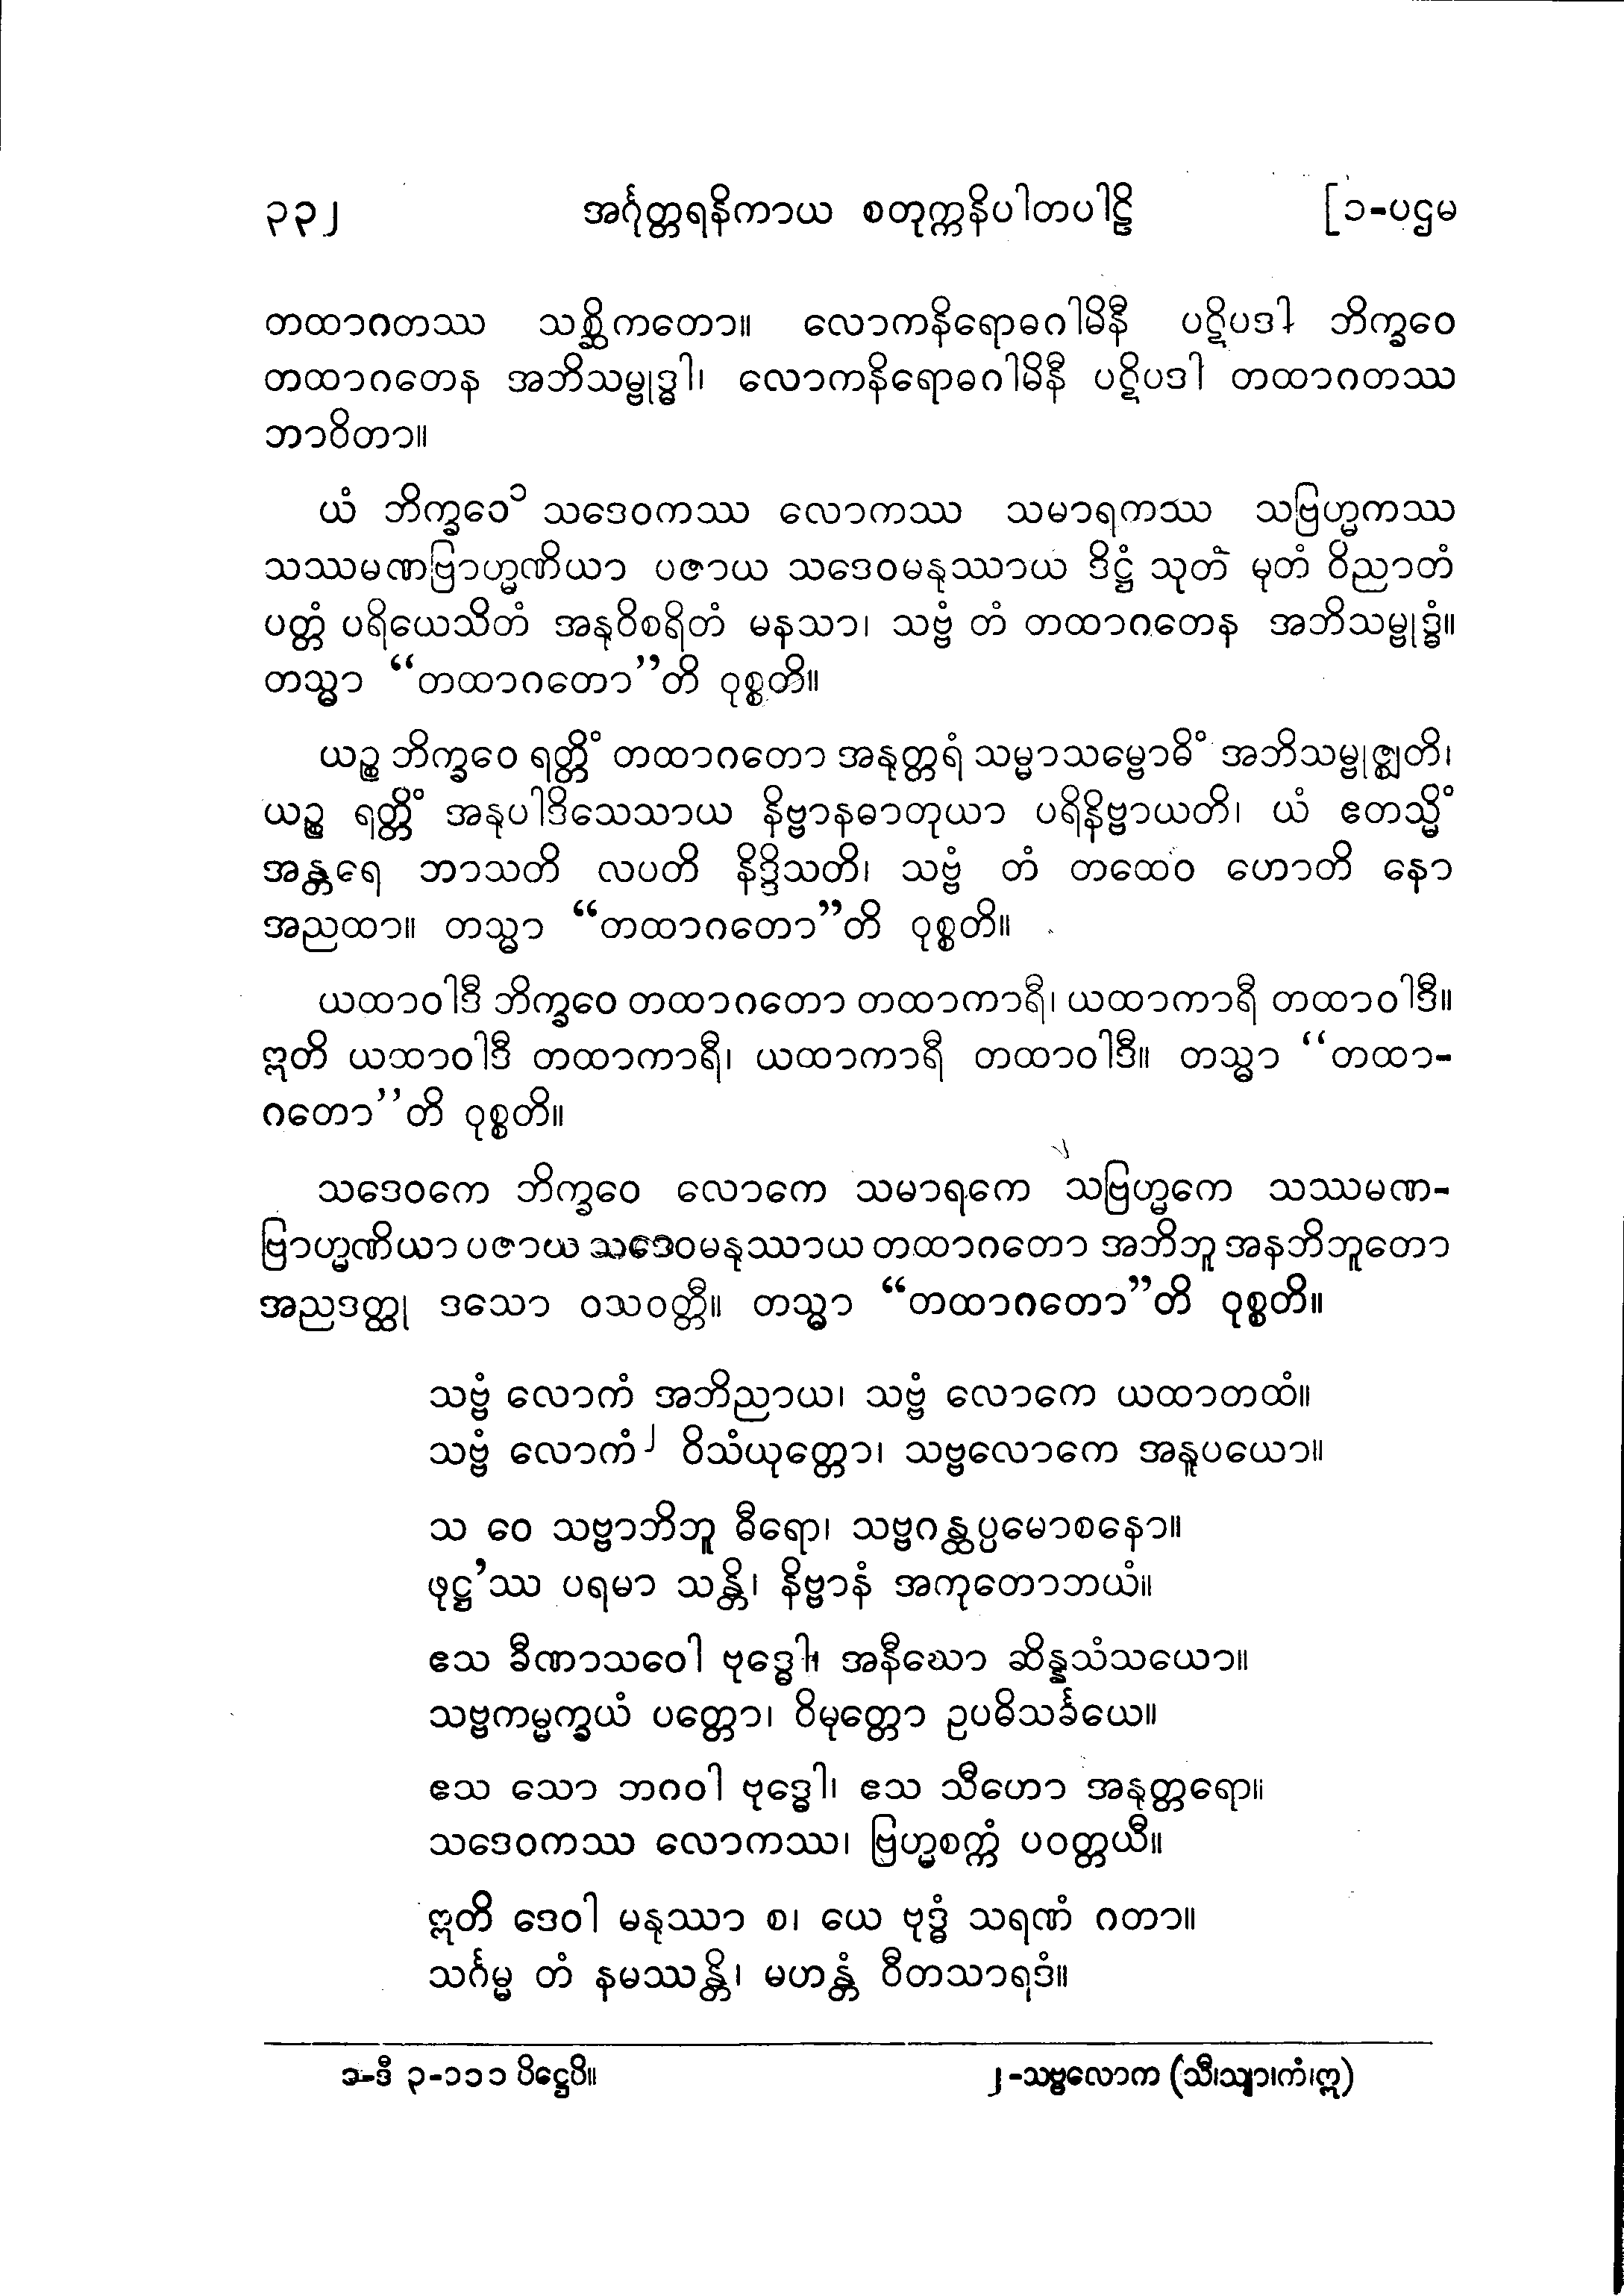 ၃၃၂ အင်္ဂုတ္တရနိကာယ စတုက္ကနိပါတပါဠိ [၁-ပဌမ
တထာဂတဿ သစ္ဆိကတော။ လောကနိရောဓဂါမိနီ ပဋိပဒါ ဘိက္ခဝေ
တထာဂတေန အဘိသမ္ဗုဒ္ဓါ၊ လောကနိရောဓဂါမိနီ ပဋိပဒါ တထာဂတဿ
ဘာဝိတာ။
ယံ ဘိက္ခဝေ၁ သဒေဝကဿ လောကဿ သမာရကဿ သဗြဟ္မကဿ
သဿမဏဗြာဟ္မဏိယာ ပဇာယ သဒေဝမနုဿာယ ဒိဋ္ဌံ သုတံ မုတံ ဝိညာတံ
ပတ္တံ ပရိယေသိတံ အနုဝိစရိတံ မနသာ၊ သဗ္ဗံ တံ တထာဂတေန အဘိသမ္ဗုဒ္ဓံ။
တသ္မာ “တထာဂတော”တိ ဝုစ္စတိ။
ယဉ္စ ဘိက္ခဝေ ရတ္တိံ တထာဂတော အနုတ္တရံ သမ္မာသမ္ဗောဓိံ အဘိသမ္ဗုဇ္ဈတိ၊
ယဉ္စ ရတ္တိံ အနုပါဒိသေသာယ နိဗ္ဗာနဓာတုယာ ပရိနိဗ္ဗာယတိ၊ ယံ ဧတသ္မိံ
အန္တရေ ဘာသတိ လပတိ နိဒ္ဒိသတိ၊ သဗ္ဗံ တံ တထေဝ ဟောတိ နော
အညထာ။ တသ္မာ “တထာဂတော”တိ ဝုစ္စတိ။
ယထာဝါဒီ ဘိက္ခဝေ တထာဂတော တထာကာရီ၊ ယထာကာရီ တထာဝါဒီ။
ဣတိ ယထာဝါဒီ တထာကာရီ၊ ယထာကာရီ တထာဝါဒီ။ တသ္မာ “တထာ-
ဂတော”တိ ဝုစ္စတိ။
သဒေဝကေ ဘိက္ခဝေ လောကေ သမာရကေ သဗြဟ္မကေ သဿမဏ-
ဗြာဟ္မဏိယာ ပဇာယ သဒေဝမနုဿာယ တထာဂတော အဘိဘူ အနဘိဘူတော
အညဒတ္ထု ဒသော ဝသဝတ္တီ။ တသ္မာ “တထာဂတော”တိ ဝုစ္စတိ။
သဗ္ဗံ လောကံ အဘိညာယ၊ သဗ္ဗံ လောကေ ယထာတထံ။
သဗ္ဗံ လောကံ၂ ဝိသံယုတ္တော၊ သဗ္ဗလောကေ အနူပယော။
သ ဝေ သဗ္ဗာဘိဘူ ဓီရော၊ သဗ္ဗဂန္ထပ္ပမောစနော။
ဖုဋ္ဌ’ဿ ပရမာ သန္တိ၊ နိဗ္ဗာနံ အကုတောဘယံ။
ဧသ ခီဏာသဝေါ ဗုဒ္ဓေါ၊ အနီဃော ဆိန္နသံသယော။
သဗ္ဗကမ္မက္ခယံ ပတ္တော၊ ဝိမုတ္တော ဥပဓိသင်္ခယေ။
ဧသ သော ဘဂဝါ ဗုဒ္ဓေါ၊ ဧသ သီဟော အနုတ္တရော။
သဒေဝကဿ လောကဿ၊ ဗြဟ္မစက္ကံ ပဝတ္တယီ။
ဣတိ ဒေဝါ မနုဿာ စ၊ ယေ ဗုဒ္ဓံ သရဏံ ဂတာ။
သင်္ဂမ္မ တံ နမဿန္တိ၊ မဟန္တံ ဝီတသာရဒံ။
၁-ဒီ ၃-၁၁၁ ပိဋ္ဌေပိ။ ၂-သဗ္ဗလောက (သီ၊သျာ၊ကံ၊ဣ)